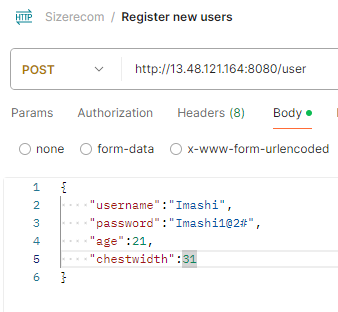 HTTP Sizerecom / Register new users
POST http://13.48.121.164:8080/user
Params Authorization Headers (8) Body
none form-data x-www-form-urlencoded
1 {
2 "username":"Imashi",
3 "password":"Imashi1@2#",
4 "age":21,
5 "chestwidth":31
6 }